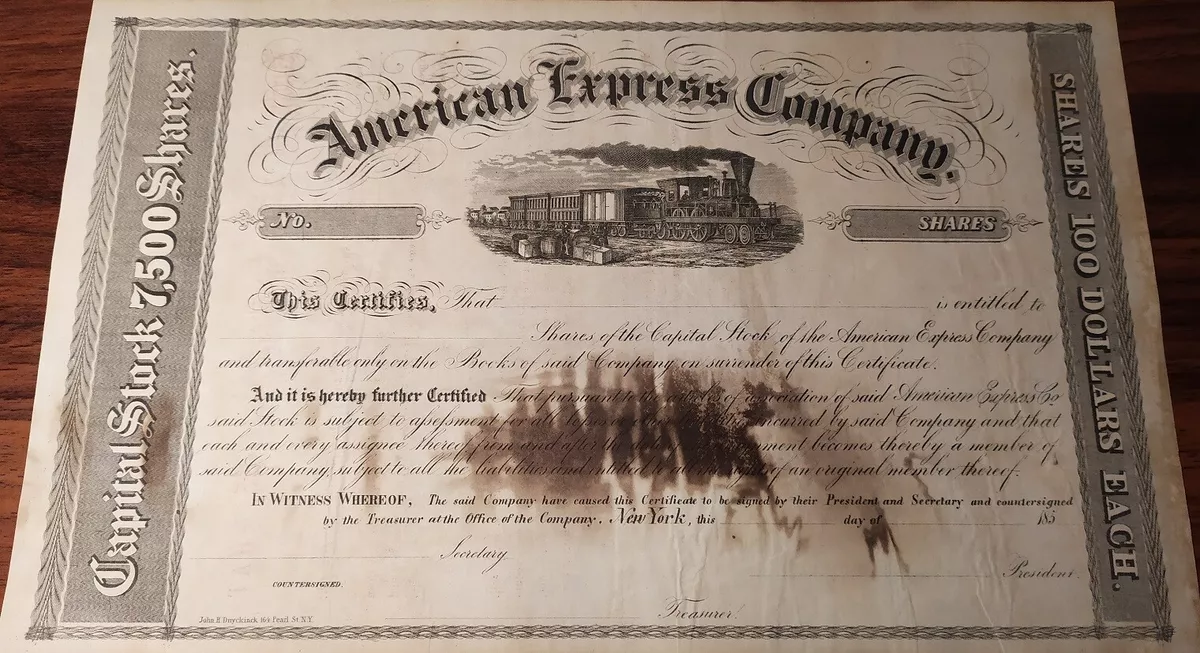 American Express Company.
Capital Stock 7,500 Shares.
SHARES 100 DOLLARS EACH.
No.
SHARES
This Certifies, That is entitled to
Shares of the Capital Stock of the American Express Company
and transferable only on the Books of said Company on surrender of this Certificate.
And it is hereby further Certified That pursuant to the articles of association of said American Express Co
said Stock is subject to assessment for all losses incurred by said Company and that
each and every assignee thereof from and after the becomes thereby a member of
said Company, subject to all the liabilities and entitled to all of an original member thereof.
IN WITNESS WHEREOF, The said Company have caused this Certificate to be signed by their President and Secretary and countersigned
by the Treasurer at the Office of the Company. New York, this day of 185
Secretary.
President.
COUNTERSIGNED.
Treasurer.
John E Duyckinck 164 Pearl St N.Y.